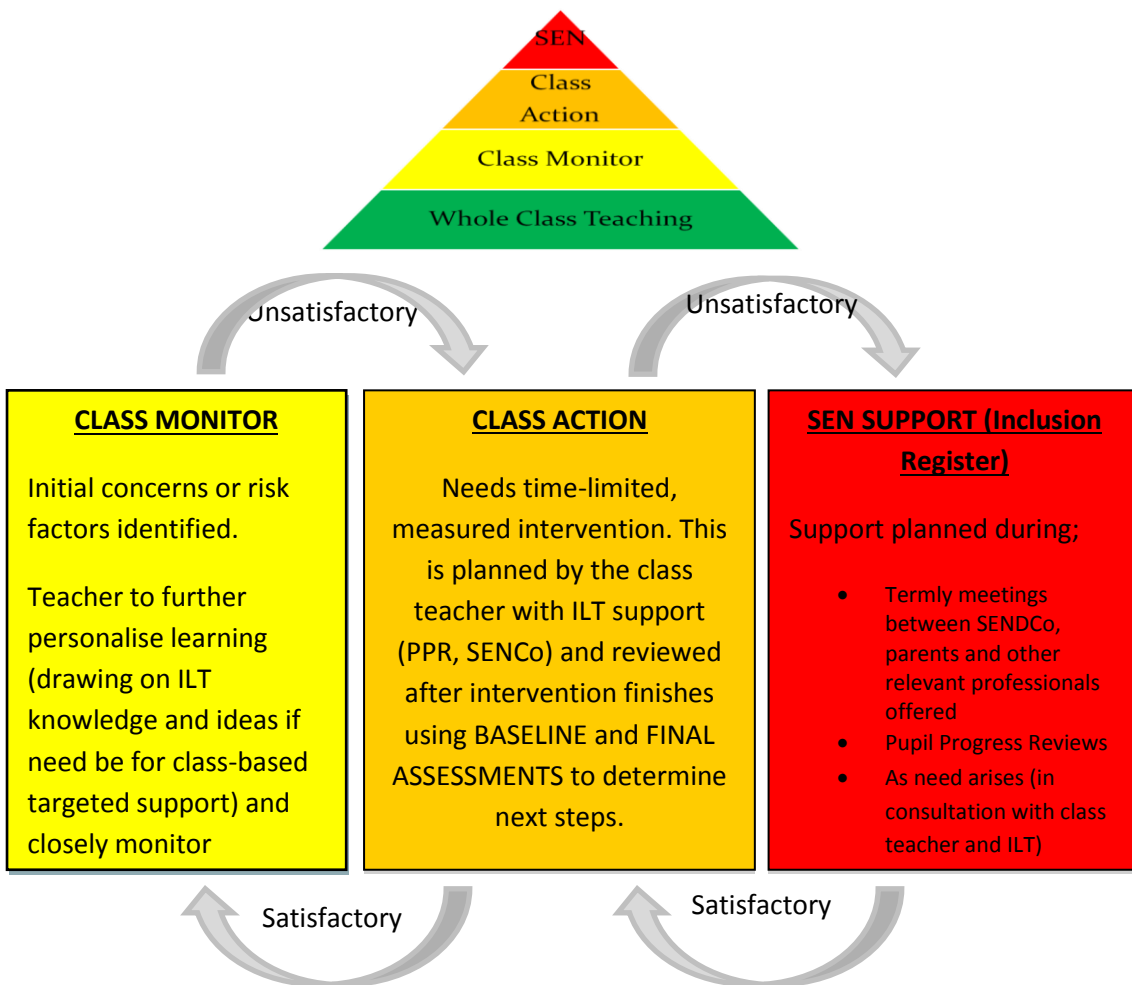 SEN
Class
Action
Class Monitor
Whole Class Teaching
Unsatisfactory
Unsatisfactory
CLASS MONITOR
Initial concerns or risk
factors identified.
Teacher to further
personalise learning
(drawing on ILT
knowledge and ideas if
need be for class-based
targeted support) and
closely monitor
CLASS ACTION
Needs time-limited,
measured intervention. This
is planned by the class
teacher with ILT support
(PPR, SENCo) and reviewed
after intervention finishes
using BASELINE and FINAL
ASSESSMENTS to determine
next steps.
SEN SUPPORT (Inclusion
Register)
Support planned during;
• Termly meetings
between SENDCo,
parents and other
relevant professionals
offered
• Pupil Progress Reviews
• As need arises (in
consultation with class
teacher and ILT)
Satisfactory
Satisfactory